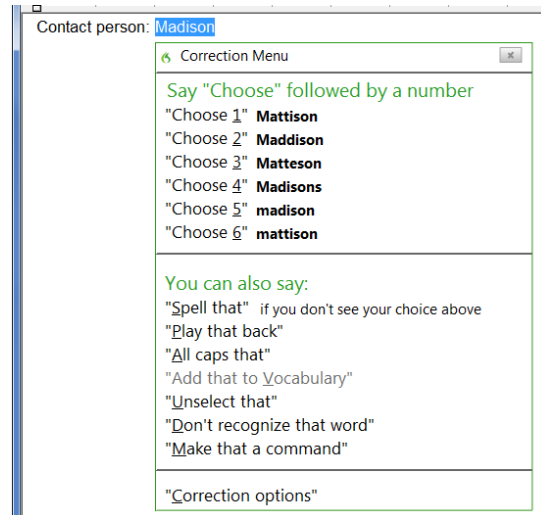 Contact person: Madison
Correction Menu
Say "Choose" followed by a number
"Choose 1" Mattison
"Choose 2" Maddison
"Choose 3" Matteson
"Choose 4" Madisons
"Choose 5" madison
"Choose 6" mattison
You can also say:
"Spell that" if you don't see your choice above
"Play that back"
"All caps that"
"Add that to Vocabulary"
"Unselect that"
"Don't recognize that word"
"Make that a command"
"Correction options"